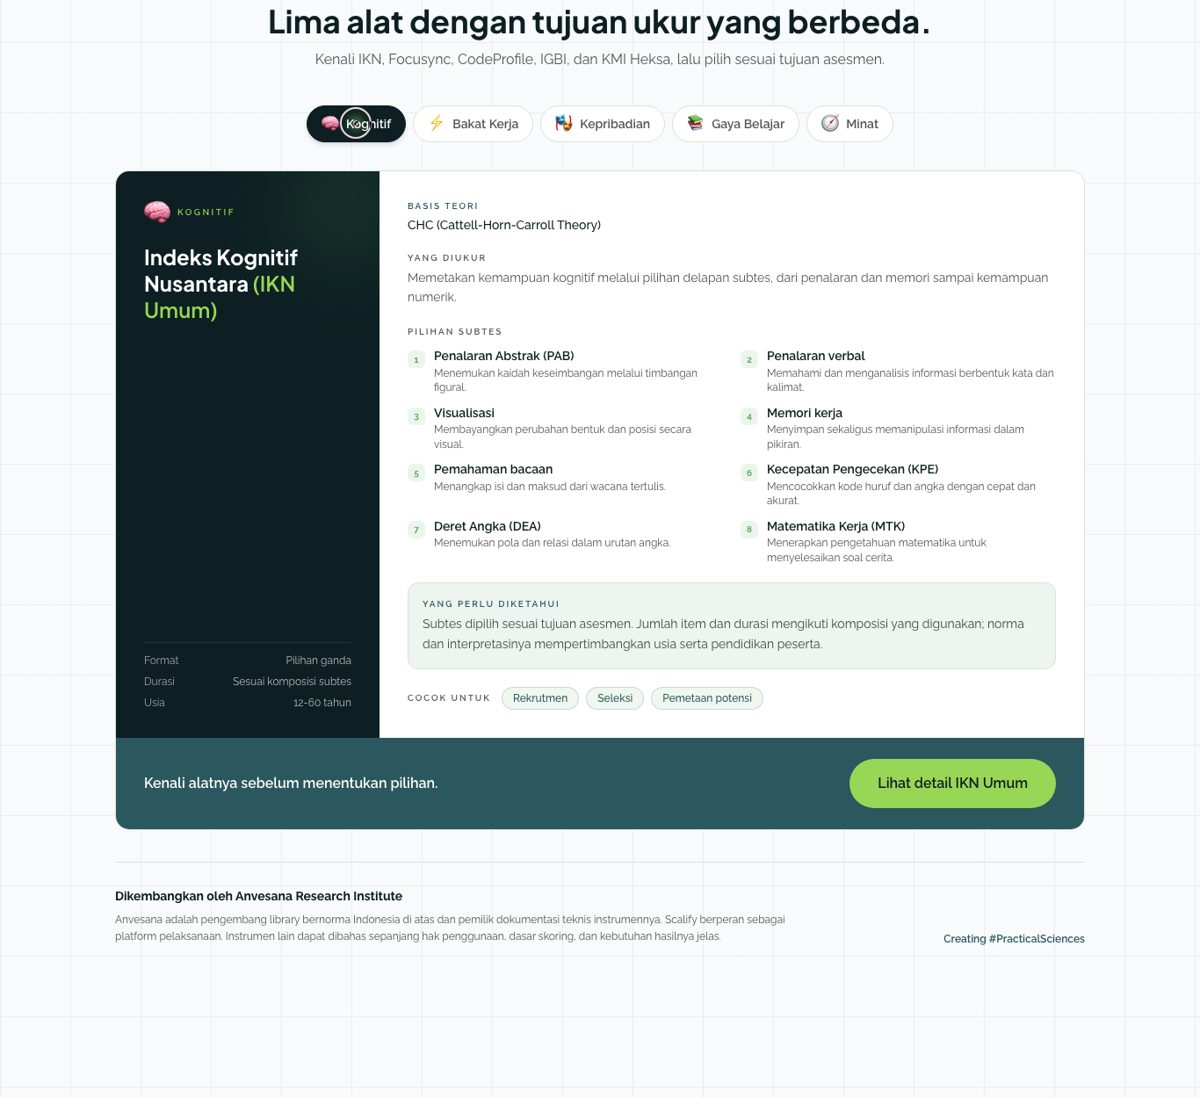 Lima alat dengan tujuan ukur yang berbeda.
Kenali IKN, Focusync, CodeProfile, IGBI, dan KMI Heksa, lalu pilih sesuai tujuan asesmen.
Kognitif
Bakat Kerja
Kepribadian
Gaya Belajar
Minat
KOGNITIF
Indeks Kognitif
Nusantara (IKN
Umum)
Format Pilihan ganda
Durasi Sesuai komposisi subtes
Usia 12-60 tahun
BASIS TEORI
CHC (Cattell-Horn-Carroll Theory)
YANG DIUKUR
Memetakan kemampuan kognitif melalui pilihan delapan subtes, dari penalaran dan memori sampai kemampuan
numerik.
PILIHAN SUBTES
1 Penalaran Abstrak (PAB)
Menemukan kaidah keseimbangan melalui timbangan
figural.
2 Penalaran verbal
Memahami dan menganalisis informasi berbentuk kata dan
kalimat.
3 Visualisasi
Membayangkan perubahan bentuk dan posisi secara
visual.
4 Memori kerja
Menyimpan sekaligus memanipulasi informasi dalam
pikiran.
5 Pemahaman bacaan
Menangkap isi dan maksud dari wacana tertulis.
6 Kecepatan Pengecekan (KPE)
Mencocokkan kode huruf dan angka dengan cepat dan
akurat.
7 Deret Angka (DEA)
Menemukan pola dan relasi dalam urutan angka.
8 Matematika Kerja (MTK)
Menerapkan pengetahuan matematika untuk
menyelesaikan soal cerita.
YANG PERLU DIKETAHUI
Subtes dipilih sesuai tujuan asesmen. Jumlah item dan durasi mengikuti komposisi yang digunakan; norma
dan interpretasinya mempertimbangkan usia serta pendidikan peserta.
COCOK UNTUK Rekrutmen Seleksi Pemetaan potensi
Kenali alatnya sebelum menentukan pilihan.
Lihat detail IKN Umum
Dikembangkan oleh Anvesana Research Institute
Anvesana adalah pengembang library bernorma Indonesia di atas dan pemilik dokumentasi teknis instrumennya. Scalify berperan sebagai
platform pelaksanaan. Instrumen lain dapat dibahas sepanjang hak penggunaan, dasar skoring, dan kebutuhan hasilnya jelas.
Creating #PracticalSciences